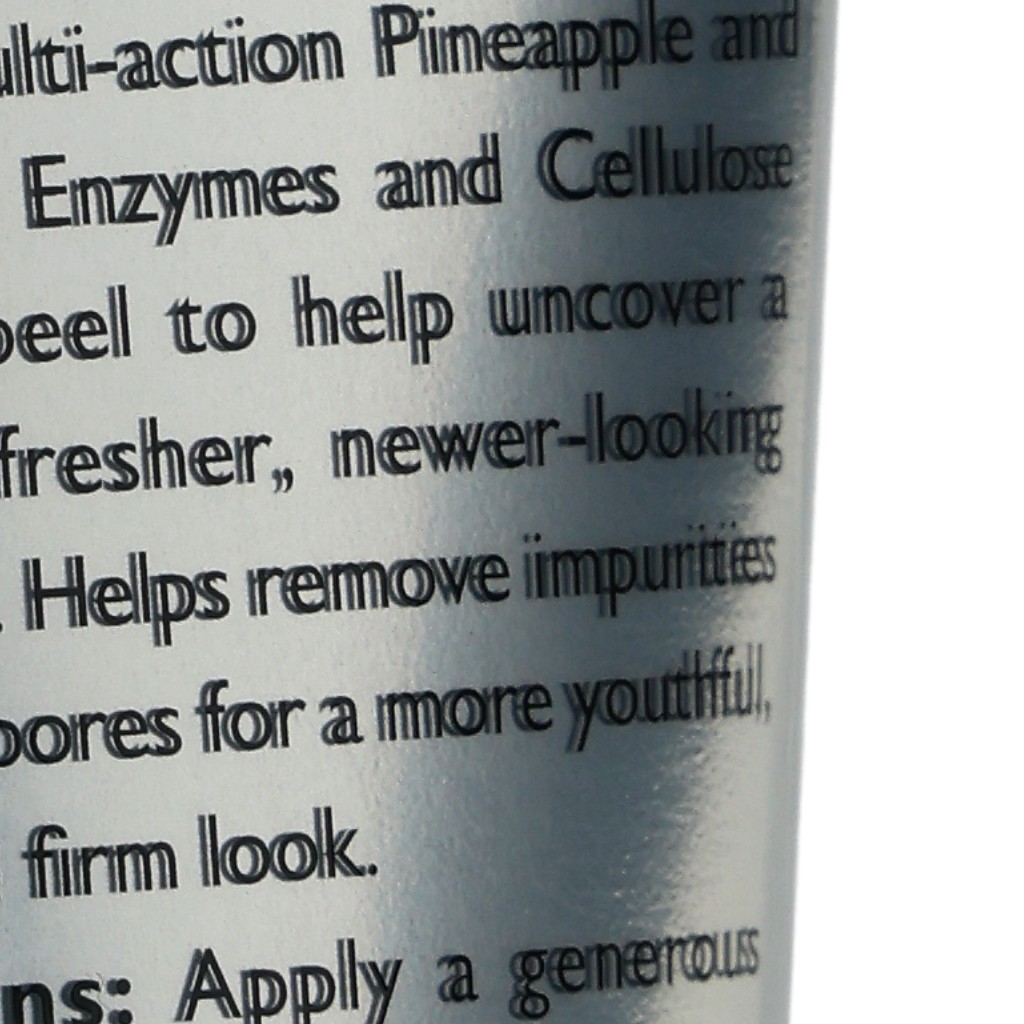 ulti-action Pineapple and
Enzymes and Cellulose
peel to help uncover a
fresher, newer-looking
. Helps remove impurities
pores for a more youthful,
firm look.
ns: Apply a generous